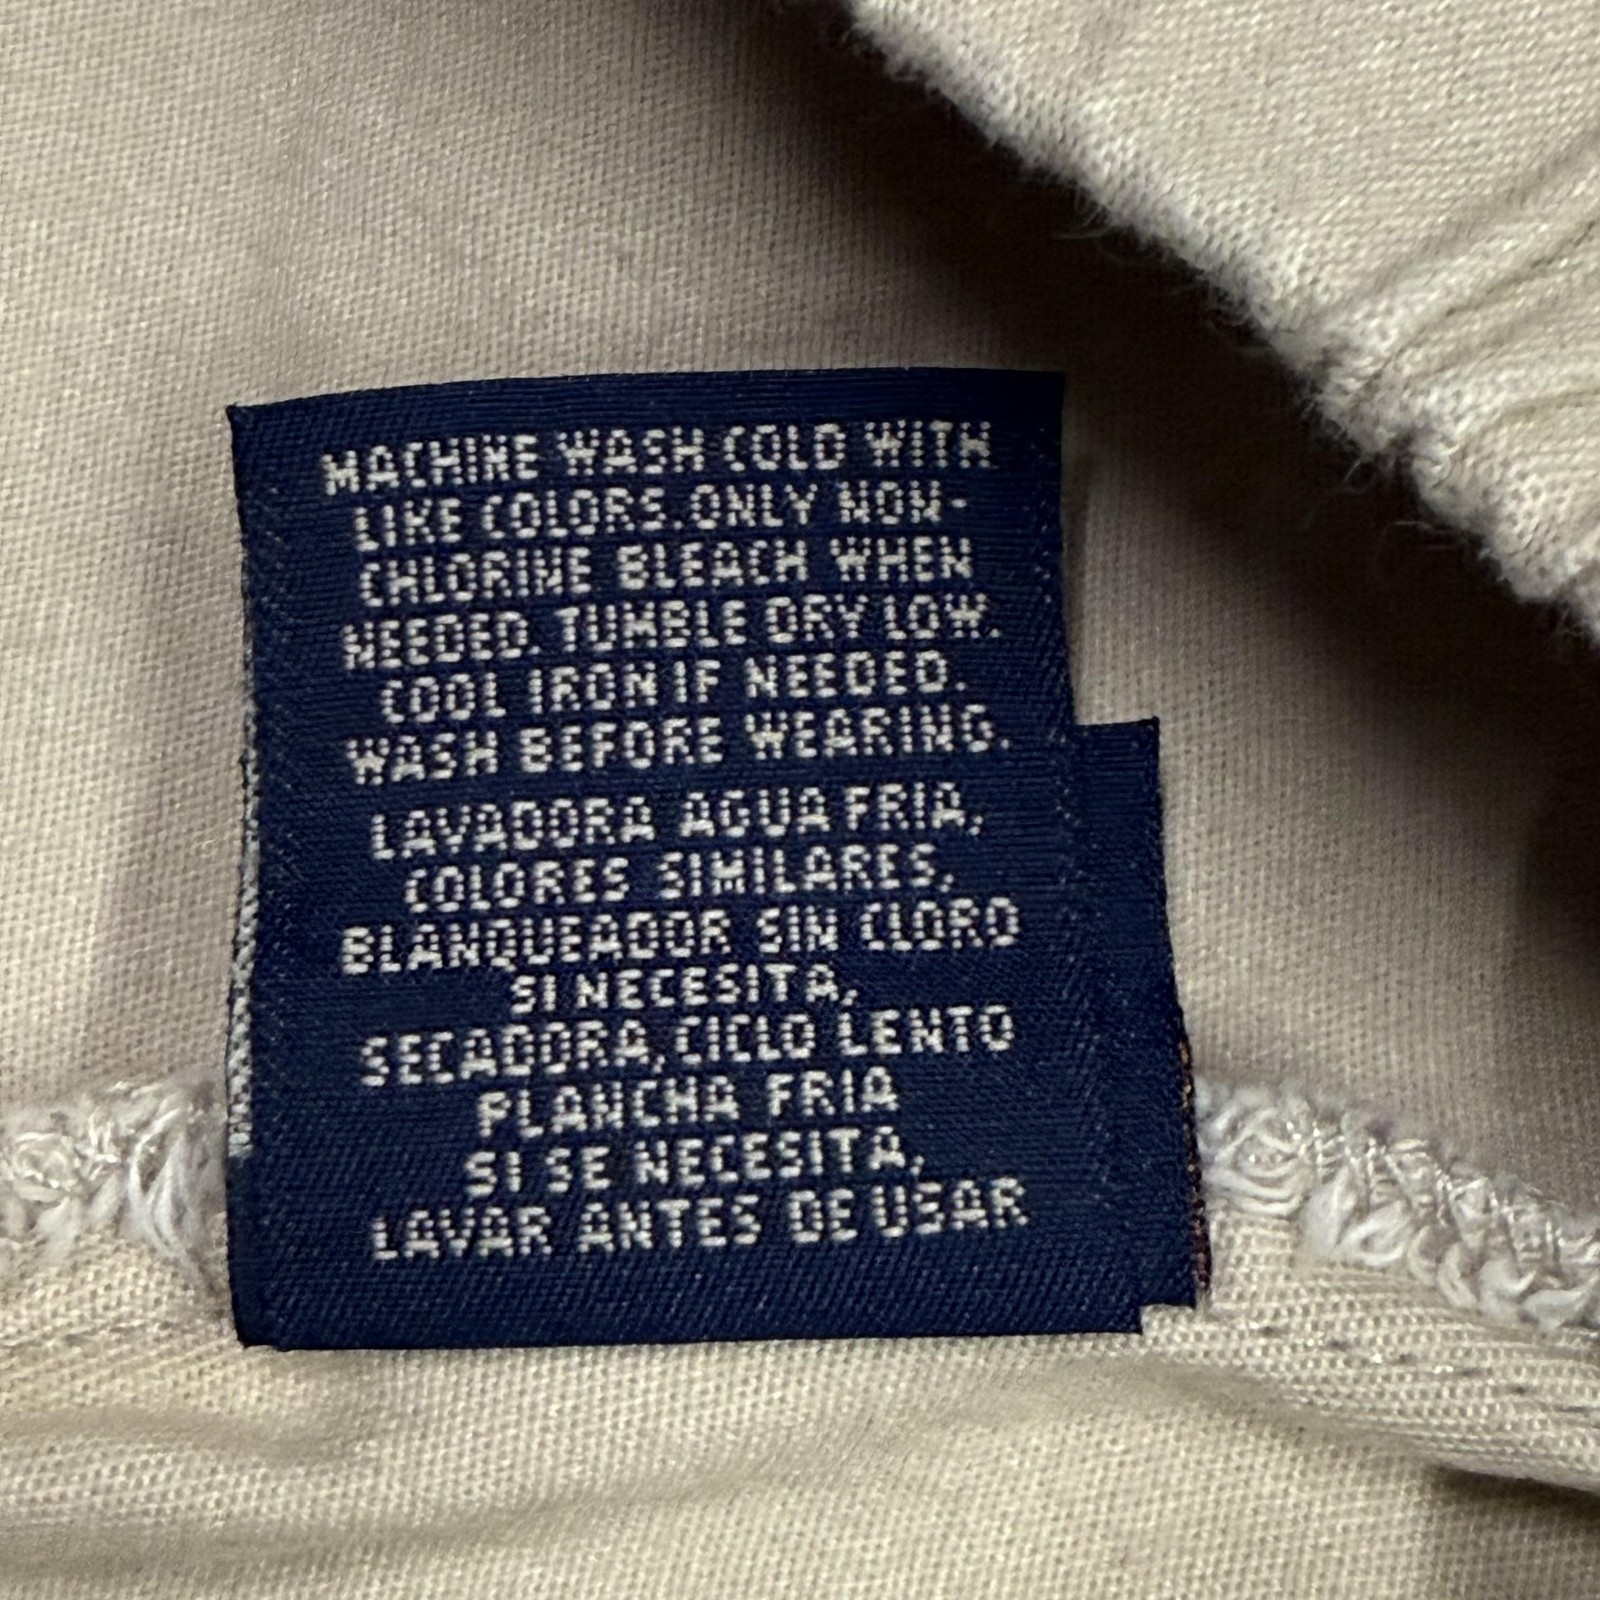 MACHINE WASH COLD WITH
LIKE COLORS. ONLY NON-
CHLORINE BLEACH WHEN
NEEDED. TUMBLE DRY LOW.
COOL IRON IF NEEDED.
WASH BEFORE WEARING.
LAVADORA AGUA FRIA,
COLORES SIMILARES,
BLANQUEADOR SIN CLORO
SI NECESITA,
SECADORA, CICLO LENTO
PLANCHA FRIA
SI SE NECESITA,
LAVAR ANTES DE USAR